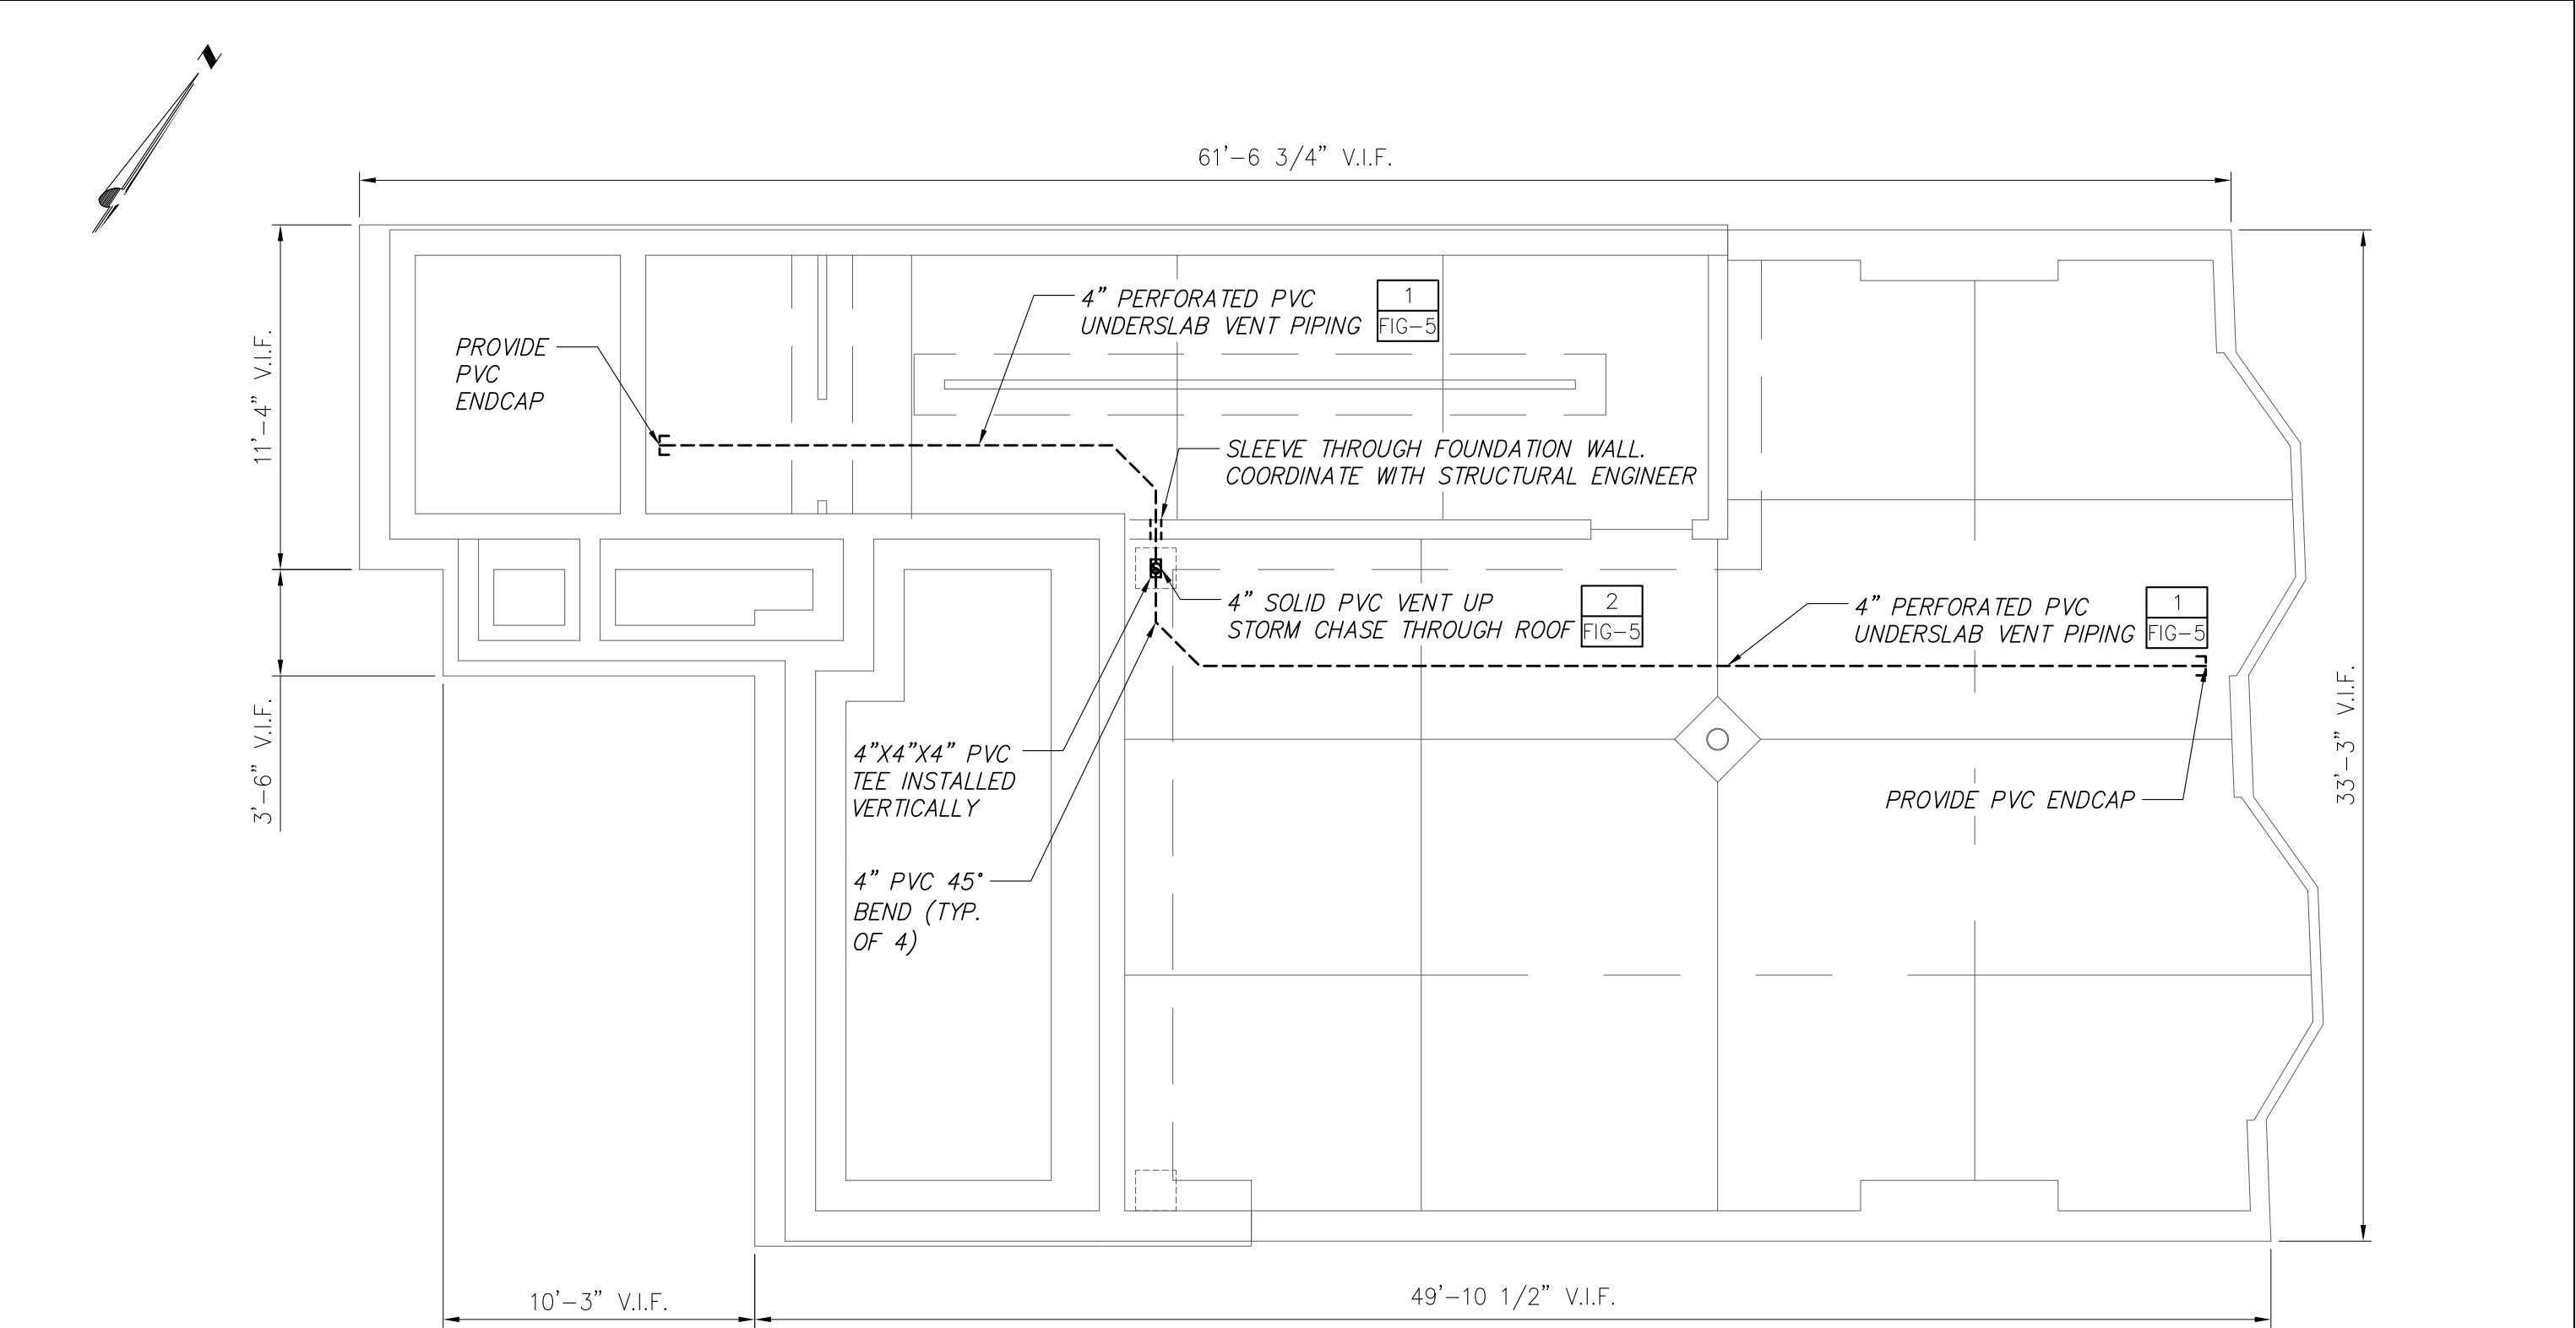 N
61'-6 3/4" V.I.F.
4" PERFORATED PVC
UNDERSLAB VENT PIPING
1
FIG-5
PROVIDE
PVC
ENDCAP
11'-4" V.I.F.
SLEEVE THROUGH FOUNDATION WALL.
COORDINATE WITH STRUCTURAL ENGINEER
4" SOLID PVC VENT UP
STORM CHASE THROUGH ROOF
2
FIG-5
4" PERFORATED PVC
UNDERSLAB VENT PIPING
1
FIG-5
3'-6" V.I.F.
33'-3" V.I.F.
4"X4"X4" PVC
TEE INSTALLED
VERTICALLY
PROVIDE PVC ENDCAP
4" PVC 45°
BEND (TYP.
OF 4)
10'-3" V.I.F.
49'-10 1/2" V.I.F.